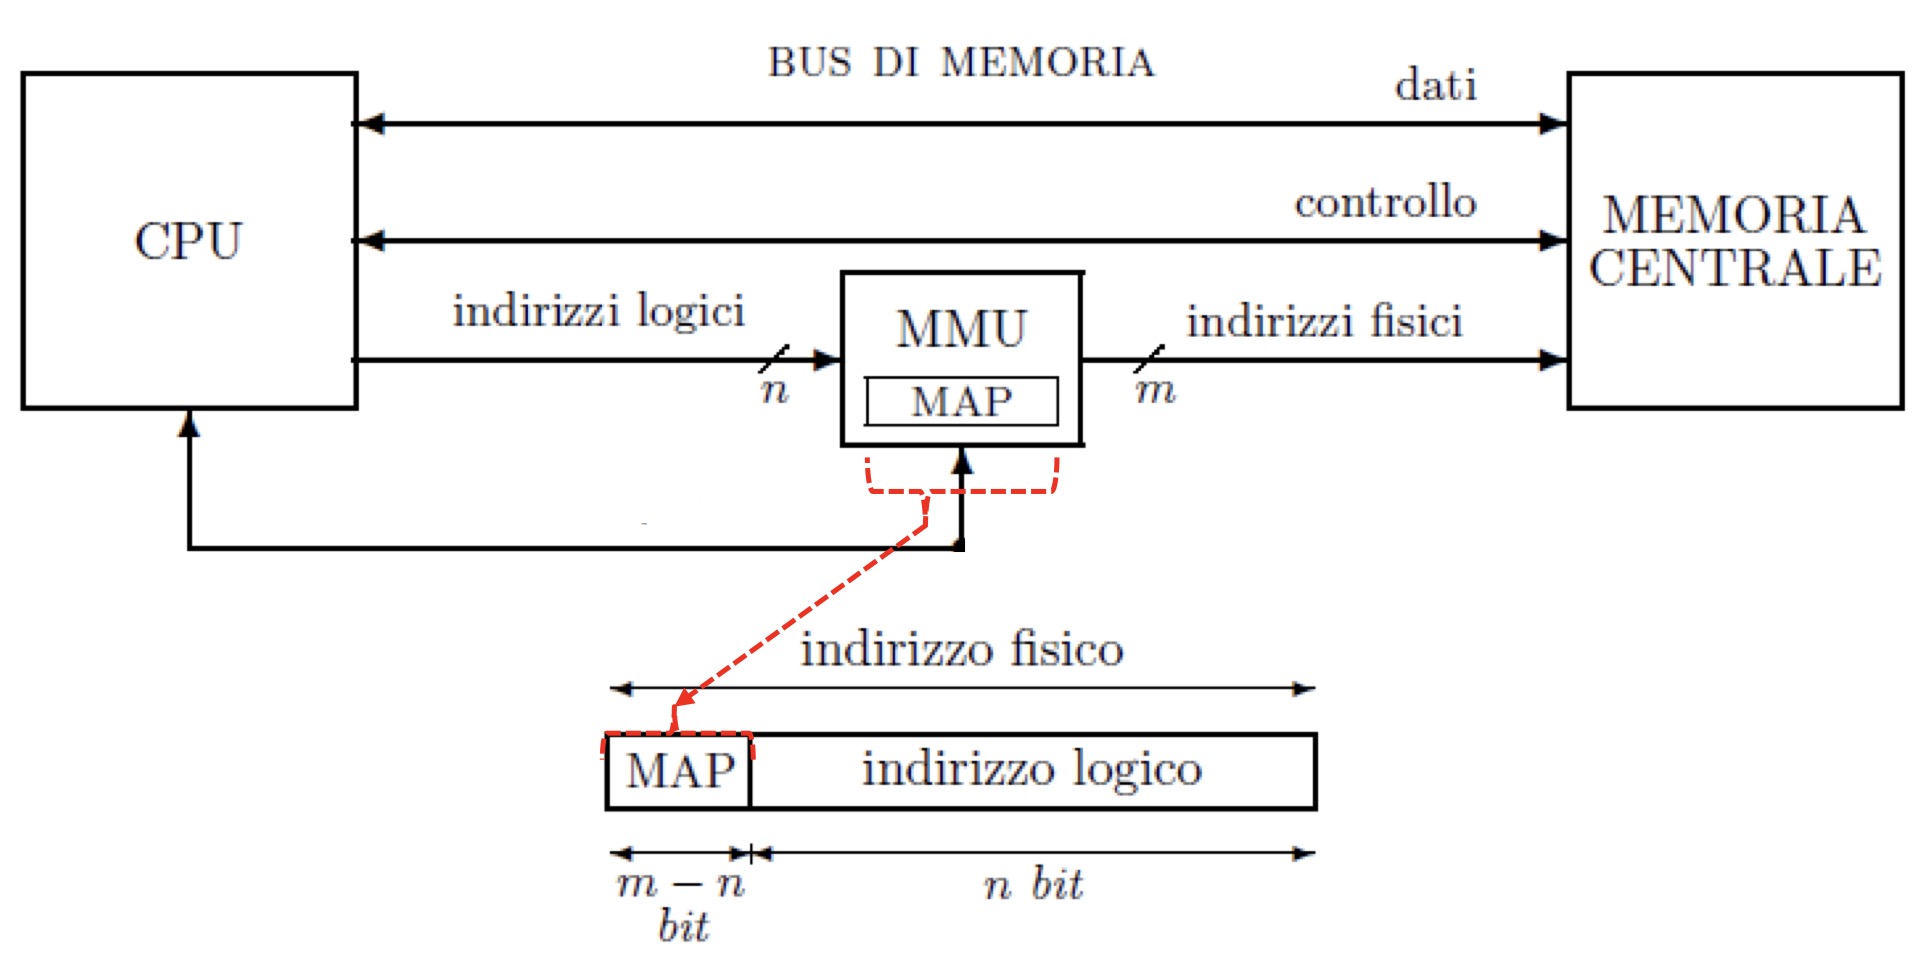 BUS DI MEMORIA
dati
CPU
controllo
MEMORIA
CENTRALE
indirizzi logici
n
MMU
MAP
indirizzi fisici
m
indirizzo fisico
MAP
indirizzo logico
m − n
bit
n bit